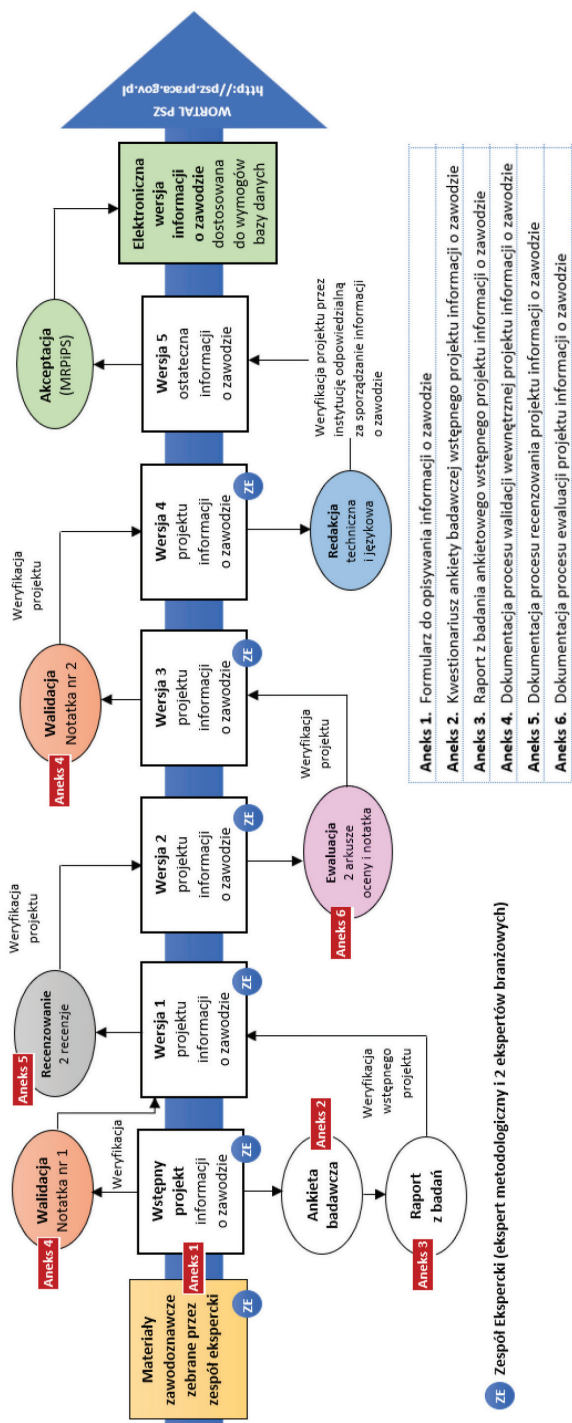 Aneks 4
Walidacja
Notatka nr 1
Weryfikacja
Aneks 5
Recenzowanie
2 recenzje
Weryfikacja
projektu
Aneks 4
Walidacja
Notatka nr 2
Weryfikacja
projektu
Akceptacja
(MRPiPS)
Materiały
zawodoznawcze
zebrane przez
zespół ekspercki
ZE
Aneks 1
Wstępny
projekt
informacji
o zawodzie
ZE
Wersja 1
projektu
informacji
o zawodzie
ZE
Wersja 2
projektu
informacji
o zawodzie
ZE
Wersja 3
projektu
informacji
o zawodzie
ZE
Wersja 4
projektu
informacji
o zawodzie
ZE
Wersja 5
ostateczna
informacji
o zawodzie
Elektroniczna
wersja
informacji
o zawodzie
dostosowana
do wymogów
bazy danych
WORTAL PSZ
http://psz.praca.gov.pl
Aneks 2
Ankieta
badawcza
Aneks 3
Raport
z badań
Weryfikacja
wstępnego
projektu
Aneks 6
Ewaluacja
2 arkusze
oceny i notatka
Weryfikacja
projektu
Redakcja
techniczna
i językowa
Weryfikacja projektu przez
instytucję odpowiedzialną
za sporządzanie informacji
o zawodzie
ZE Zespół Ekspercki (ekspert metodologiczny i 2 ekspertów branżowych)
Aneks 1. Formularz do opisywania informacji o zawodzie
Aneks 2. Kwestionariusz ankiety badawczej wstępnego projektu informacji o zawodzie
Aneks 3. Raport z badania ankietowego wstępnego projektu informacji o zawodzie
Aneks 4. Dokumentacja procesu walidacji wewnętrznej projektu informacji o zawodzie
Aneks 5. Dokumentacja procesu recenzowania projektu informacji o zawodzie
Aneks 6. Dokumentacja procesu ewaluacji projektu informacji o zawodzie